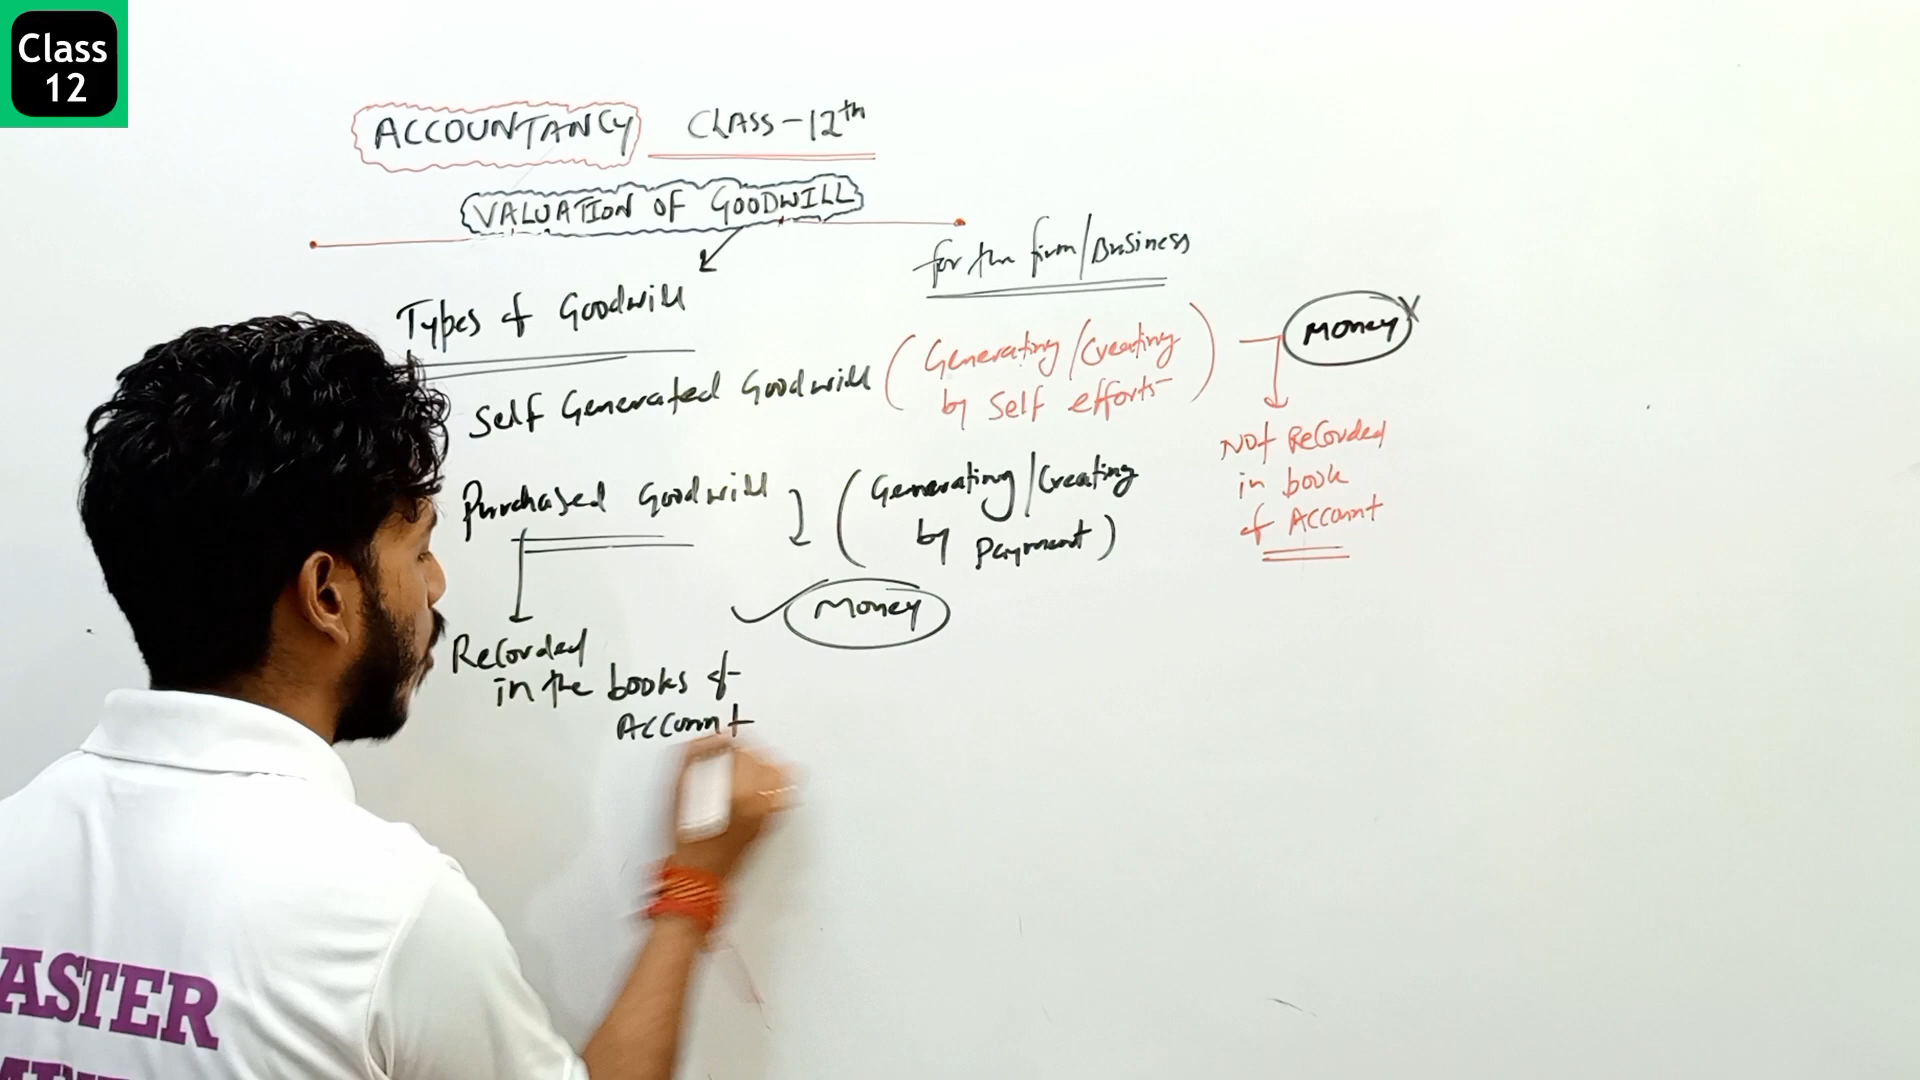 Class
12
ACCOUNTANCY CLASS-12th
VALUATION OF GOODWILL
for the firm/Business
Types of Goodwill
Self Generated Goodwill (Generating/Creating
by Self efforts)
Money X
Not Recorded
in book
of Account
Purchased Goodwill (Generating/Creating
by Payment)
Money
Recorded
in the books of
Account
ASTER